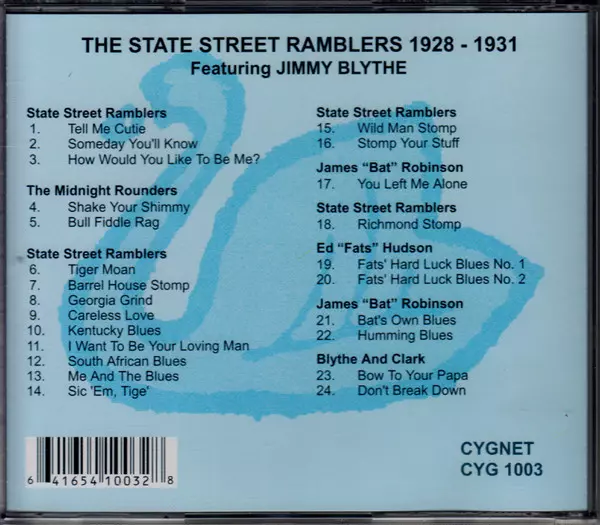 THE STATE STREET RAMBLERS 1928 - 1931
Featuring JIMMY BLYTHE
State Street Ramblers
1. Tell Me Cutie
2. Someday You'll Know
3. How Would You Like To Be Me?
The Midnight Rounders
4. Shake Your Shimmy
5. Bull Fiddle Rag
State Street Ramblers
6. Tiger Moan
7. Barrel House Stomp
8. Georgia Grind
9. Careless Love
10. Kentucky Blues
11. I Want To Be Your Loving Man
12. South African Blues
13. Me And The Blues
14. Sic 'Em, Tige'
State Street Ramblers
15. Wild Man Stomp
16. Stomp Your Stuff
James “Bat” Robinson
17. You Left Me Alone
State Street Ramblers
18. Richmond Stomp
Ed “Fats” Hudson
19. Fats' Hard Luck Blues No. 1
20. Fats' Hard Luck Blues No. 2
James “Bat” Robinson
21. Bat's Own Blues
22. Humming Blues
Blythe And Clark
23. Bow To Your Papa
24. Don't Break Down
6 41654 10032 8
CYGNET
CYG 1003